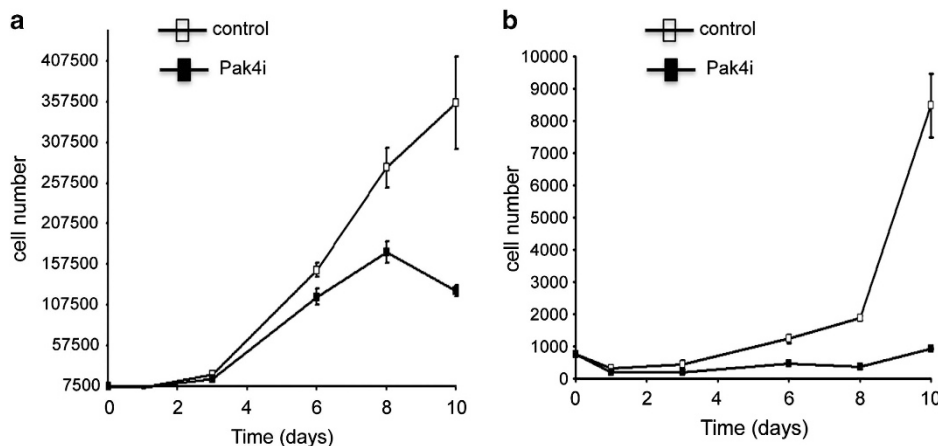 a
control
Pak4i
407500
357500
307500
257500
207500
157500
107500
57500
7500
cell number
0 2 4 6 8 10
Time (days)
b
control
Pak4i
10000
9000
8000
7000
6000
5000
4000
3000
2000
1000
0
cell number
0 2 4 6 8 10
Time (days)